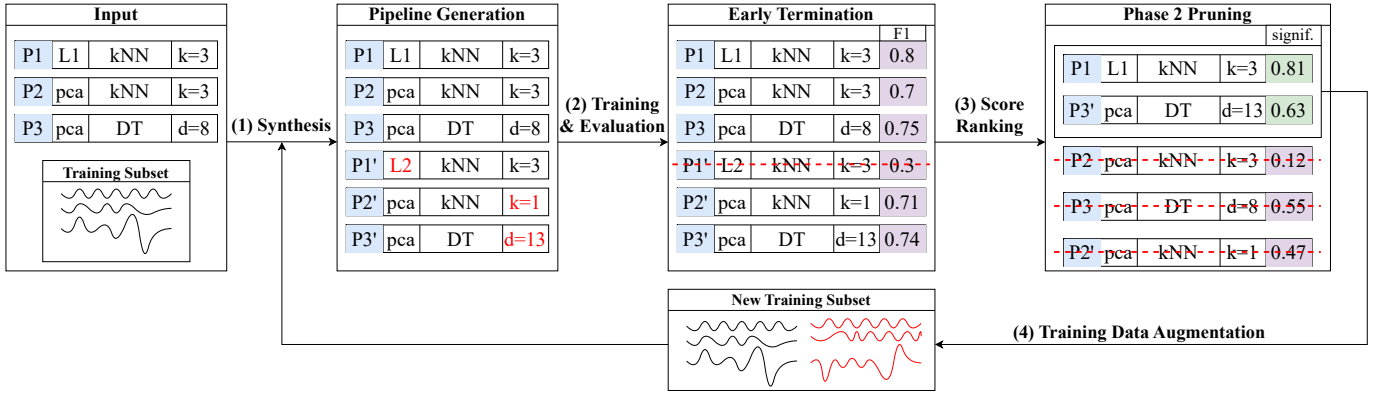 Input
P1 L1 kNN k=3
P2 pca kNN k=3
P3 pca DT d=8
Training Subset
(1) Synthesis
Pipeline Generation
P1 L1 kNN k=3
P2 pca kNN k=3
P3 pca DT d=8
P1' L2 kNN k=3
P2' pca kNN k=1
P3' pca DT d=13
(2) Training
& Evaluation
Early Termination
F1
P1 L1 kNN k=3 0.8
P2 pca kNN k=3 0.7
P3 pca DT d=8 0.75
P1' L2 kNN k=3 0.3
P2' pca kNN k=1 0.71
P3' pca DT d=13 0.74
(3) Score
Ranking
Phase 2 Pruning
signif.
P1 L1 kNN k=3 0.81
P3' pca DT d=13 0.63
P2 pca kNN k=3 0.12
P3 pca DT d=8 0.55
P2' pca kNN k=1 0.47
(4) Training Data Augmentation
New Training Subset